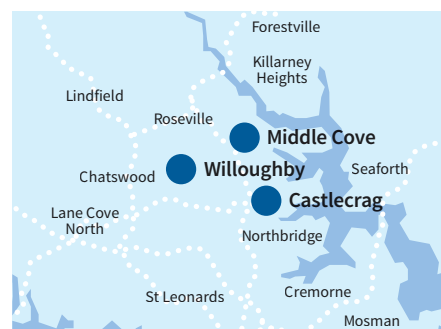 Forestville
Killarney
Heights
Lindfield
Roseville
Middle Cove
Willoughby
Seaforth
Chatswood
Castlecrag
Lane Cove
North
Northbridge
St Leonards
Cremorne
Mosman